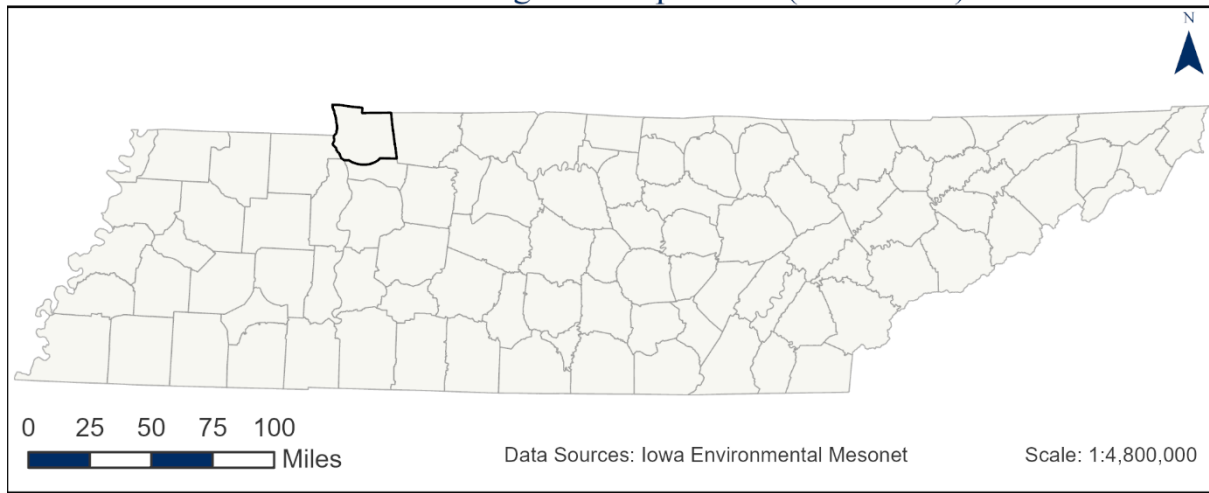 N
0 25 50 75 100
Miles
Data Sources: Iowa Environmental Mesonet
Scale: 1:4,800,000